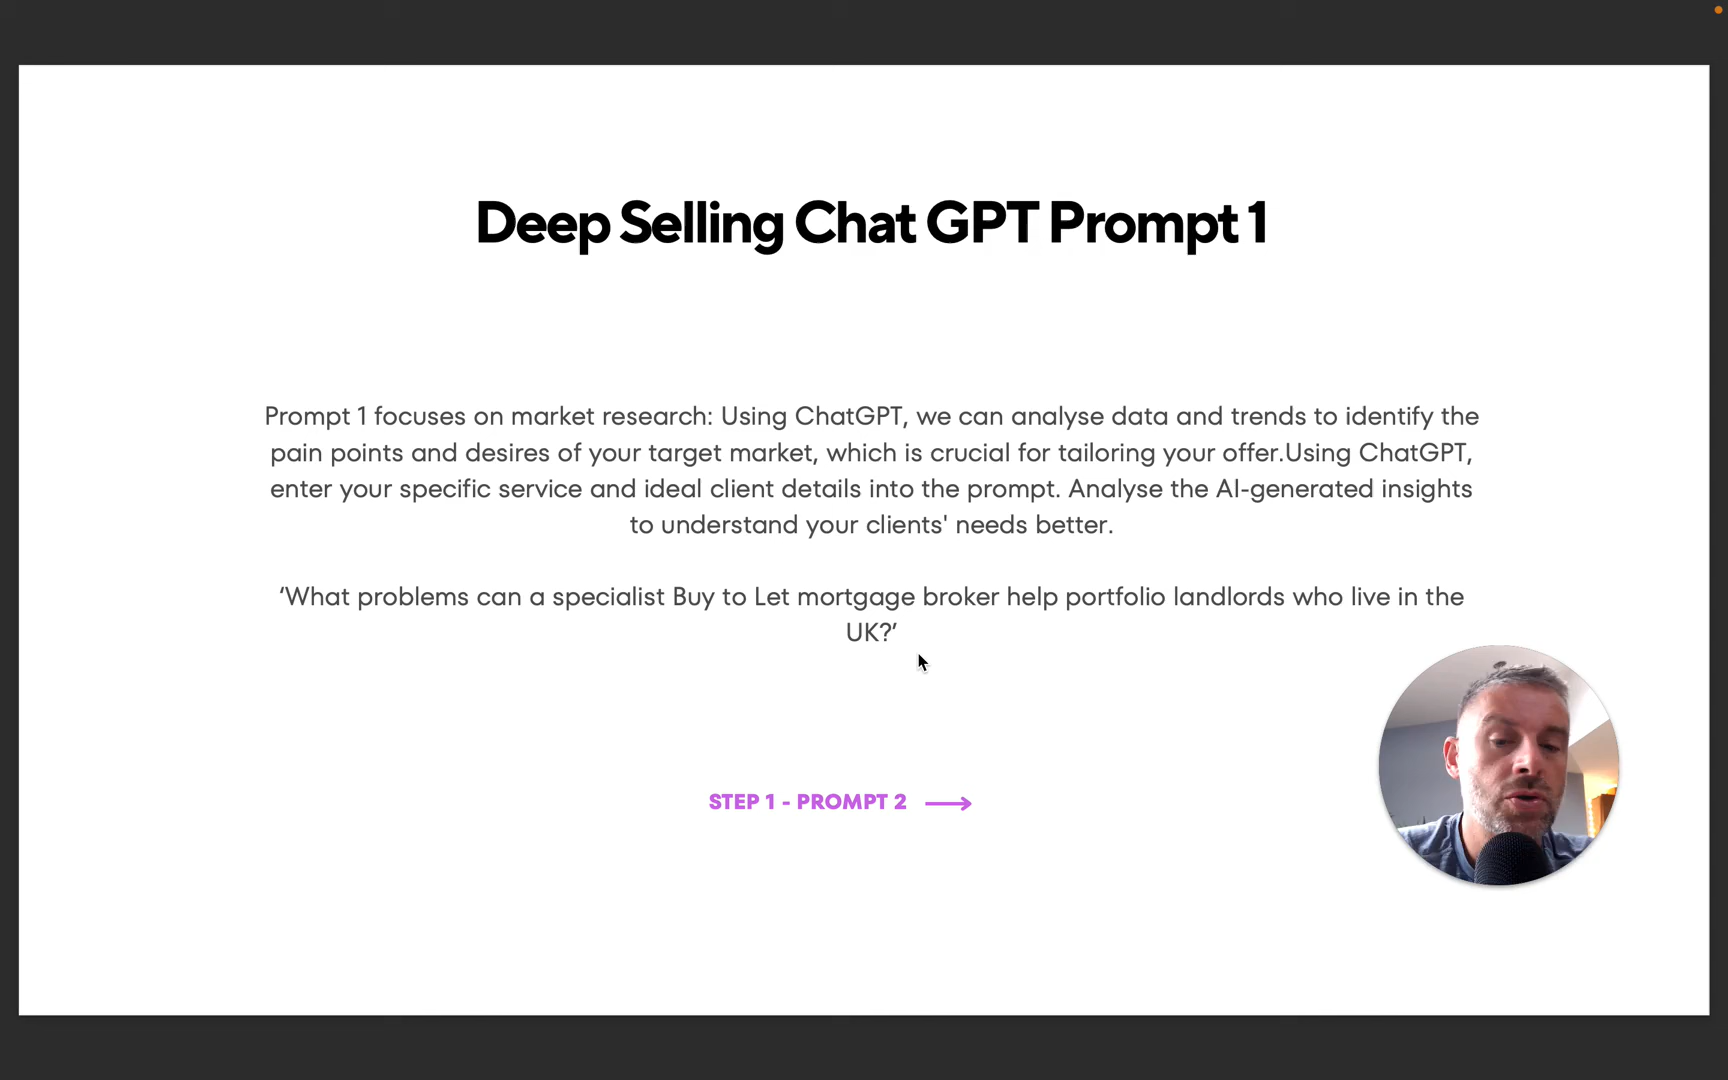 Deep Selling Chat GPT Prompt 1
Prompt 1 focuses on market research: Using ChatGPT, we can analyse data and trends to identify the
pain points and desires of your target market, which is crucial for tailoring your offer.Using ChatGPT,
enter your specific service and ideal client details into the prompt. Analyse the AI-generated insights
to understand your clients' needs better.
‘What problems can a specialist Buy to Let mortgage broker help portfolio landlords who live in the
UK?’
STEP 1 - PROMPT 2